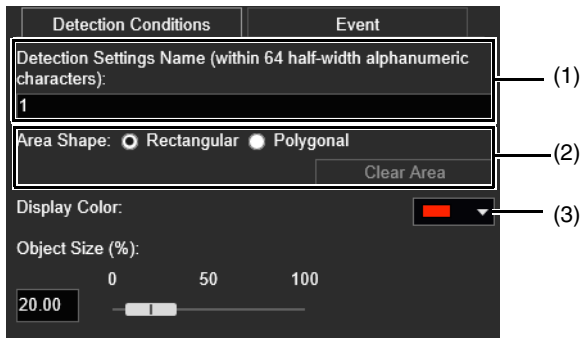 Detection Conditions Event
Detection Settings Name (within 64 half-width alphanumeric
characters):
(1)
1
Area Shape: Rectangular Polygonal
(2)
Clear Area
Display Color:
(3)
Object Size (%):
0 50 100
20.00